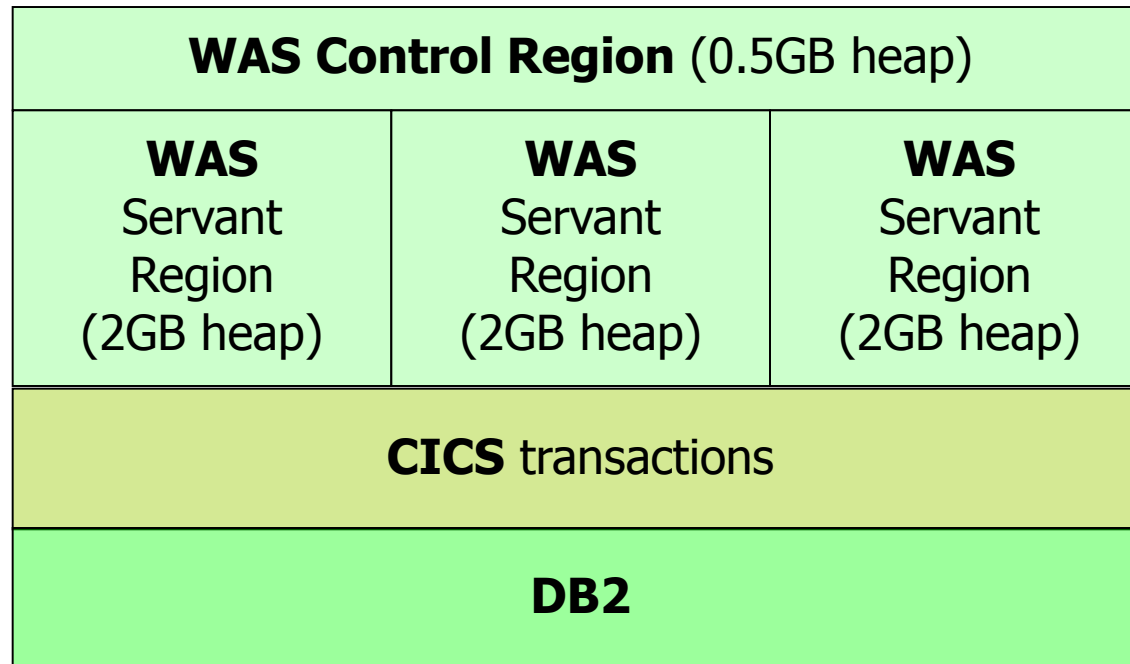 WAS Control Region (0.5GB heap)
WAS
Servant
Region
(2GB heap)
WAS
Servant
Region
(2GB heap)
WAS
Servant
Region
(2GB heap)
CICS transactions
DB2